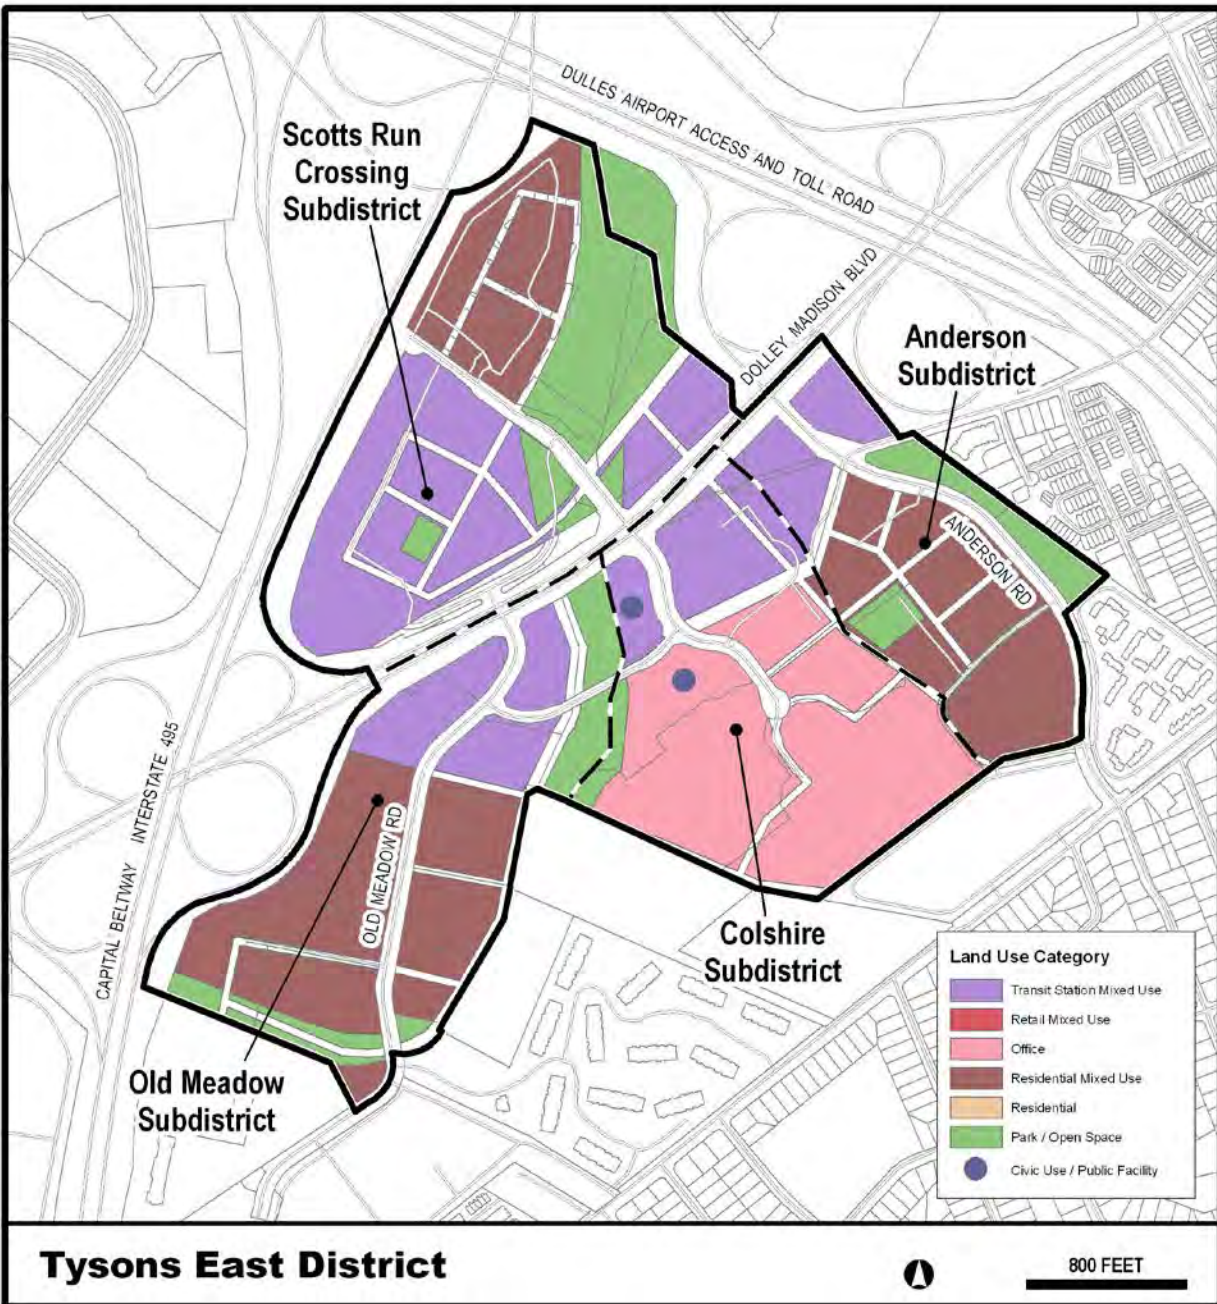 DULLES AIRPORT ACCESS AND TOLL ROAD
Scotts Run
Crossing
Subdistrict
DOLLEY MADISON BLVD
Anderson
Subdistrict
ANDERSON RD
CAPITAL BELTWAY INTERSTATE 495
OLD MEADOW RD
Colshire
Subdistrict
Old Meadow
Subdistrict
Land Use Category
Transit Station Mixed Use
Retail Mixed Use
Office
Residential Mixed Use
Residential
Park / Open Space
Civic Use / Public Facility
Tysons East District
800 FEET